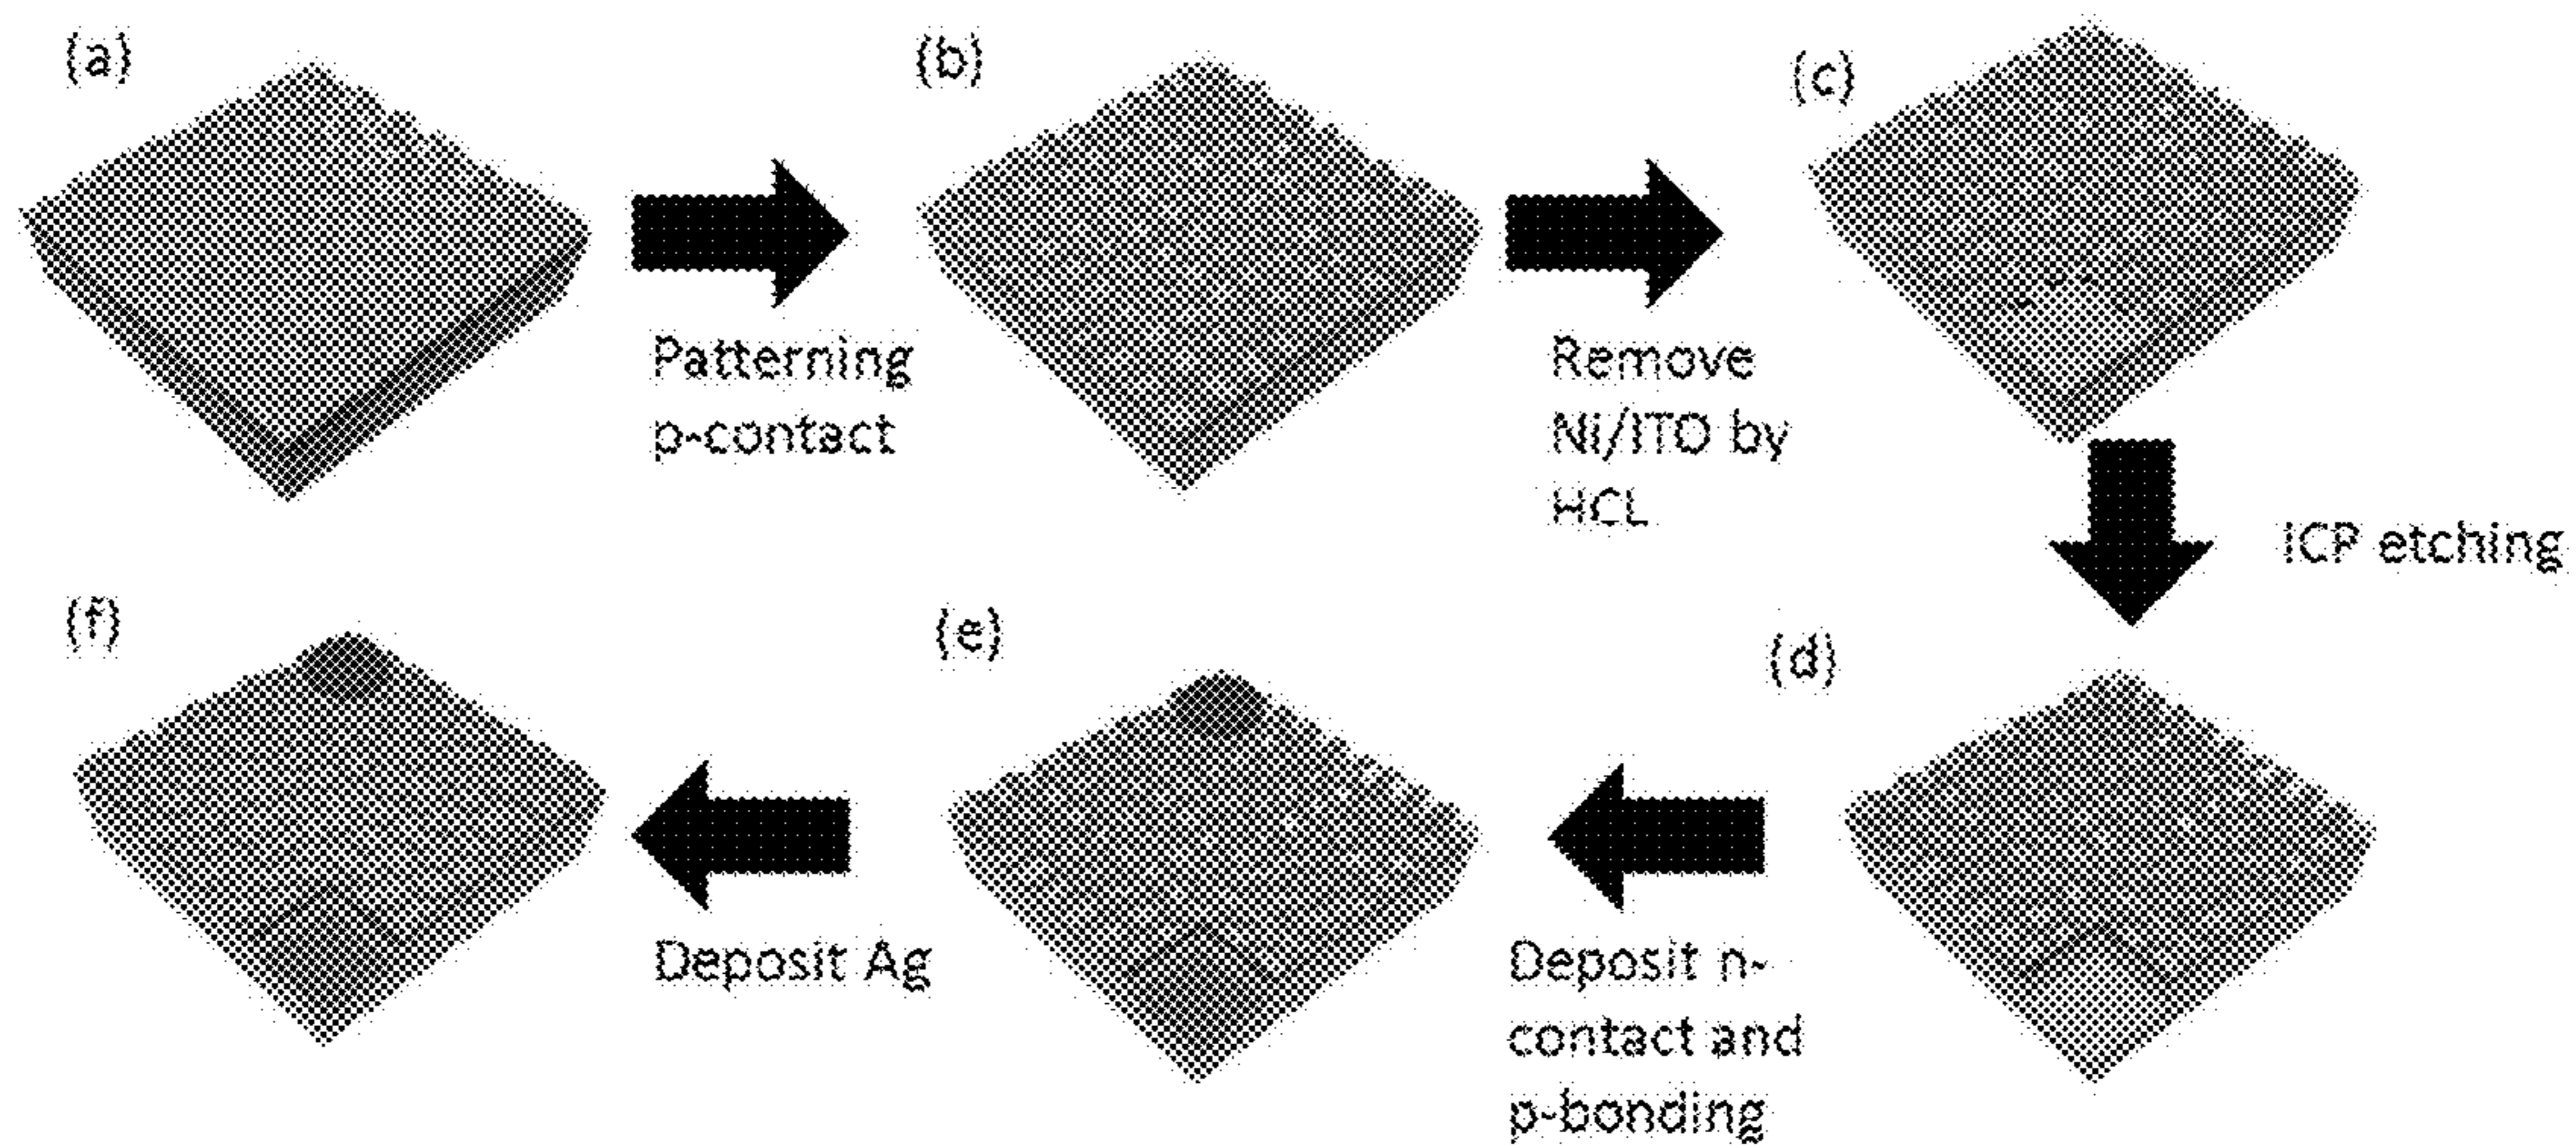 (a)
(b)
(c)
Patterning
p-contact
Remove
Ni/ITO by
HCL
ICP etching
(f)
(e)
(d)
Deposit Ag
Deposit n-
contact and
p-bonding